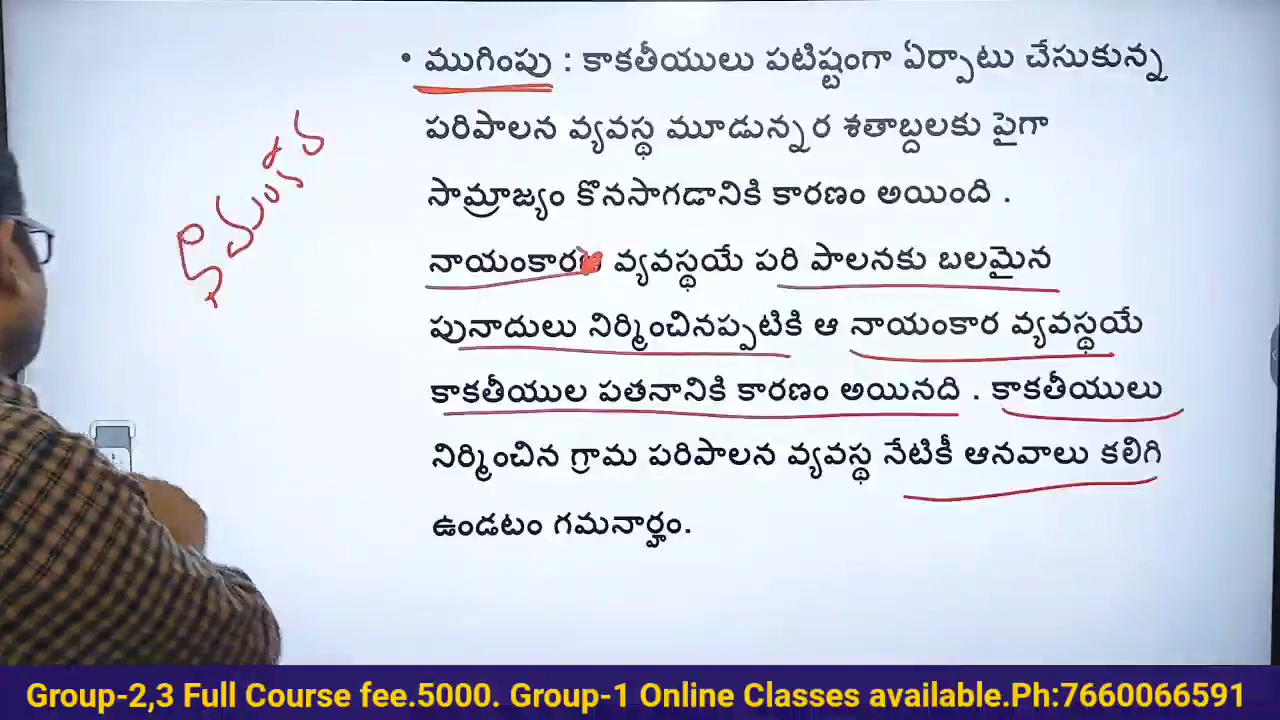 • ముగింపు : కాకతీయులు పటిష్టంగా ఏర్పాటు చేసుకున్న
పరిపాలన వ్యవస్థ మూడున్నర శతాబ్దలకు పైగా
సామ్రాజ్యం కొనసాగడానికి కారణం అయింది .
నాయంకార వ్యవస్థయే పరి పాలనకు బలమైన
పునాదులు నిర్మించినప్పటికి ఆ నాయంకార వ్యవస్థయే
కాకతీయుల పతనానికి కారణం అయినది . కాకతీయులు
నిర్మించిన గ్రామ పరిపాలన వ్యవస్థ నేటికీ ఆనవాలు కలిగి
ఉండటం గమనార్హం.
Group-2,3 Full Course fee.5000. Group-1 Online Classes available.Ph:7660066591